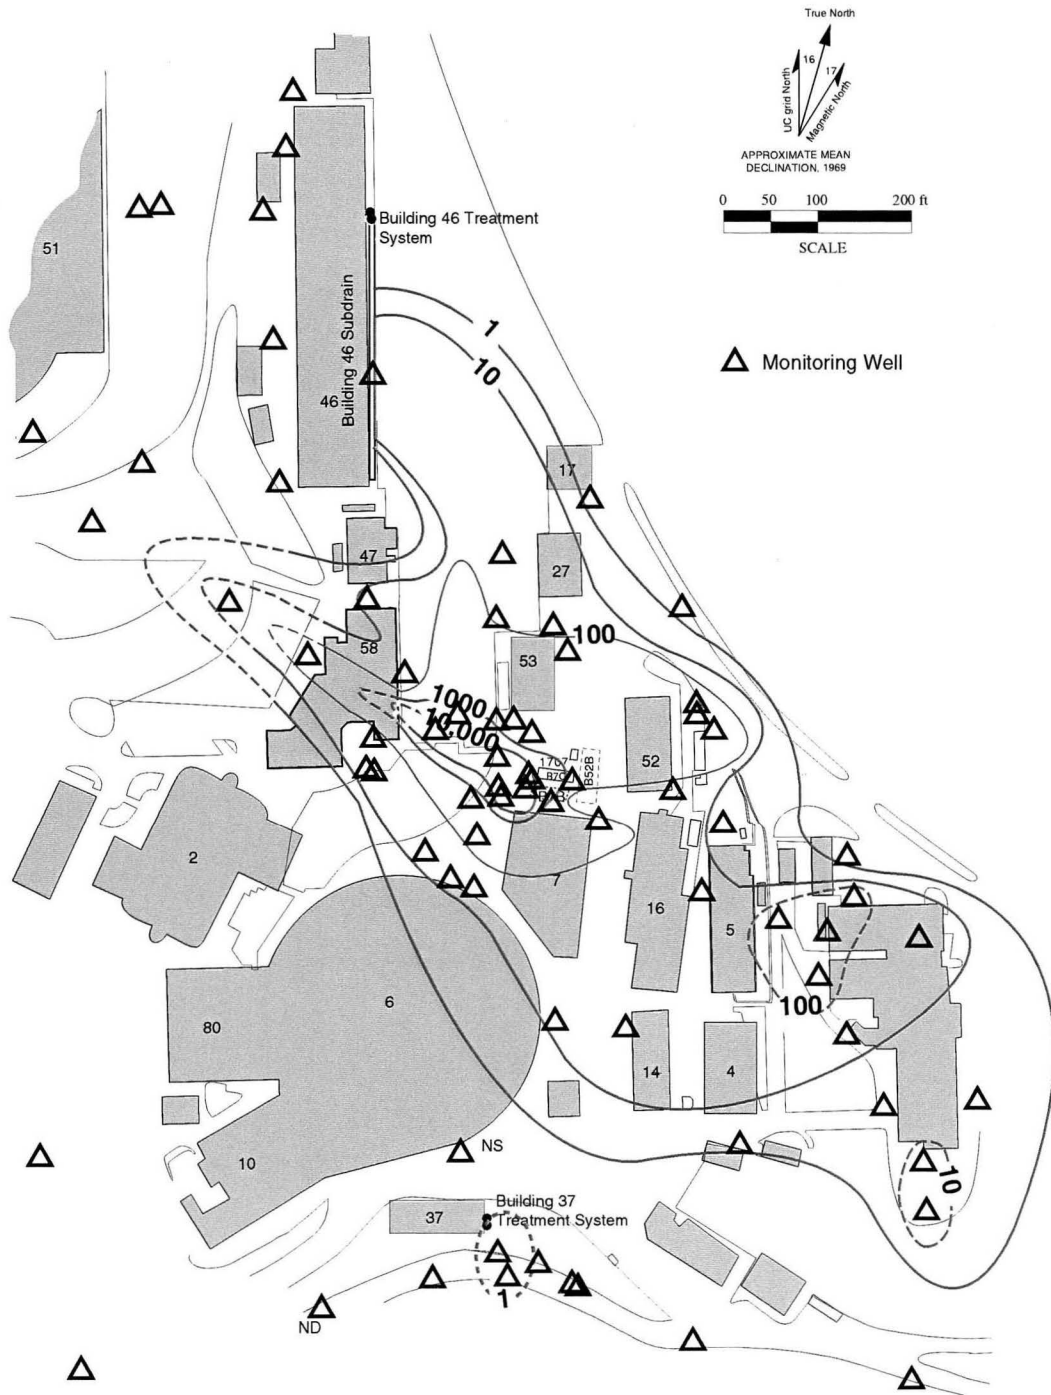 True North
16
17
UC grid North
Magnetic North
APPROXIMATE MEAN
DECLINATION, 1969
0 50 100 200 ft
SCALE
Monitoring Well
51
Building 46 Treatment
System
Building 46 Subdrain
46
1
10
17
47
27
100
58
53
1000
10,000
1707
B52B
52
2
7
16
5
100
6
80
14
4
10
NS
10
37
Building 37
Treatment System
1
ND